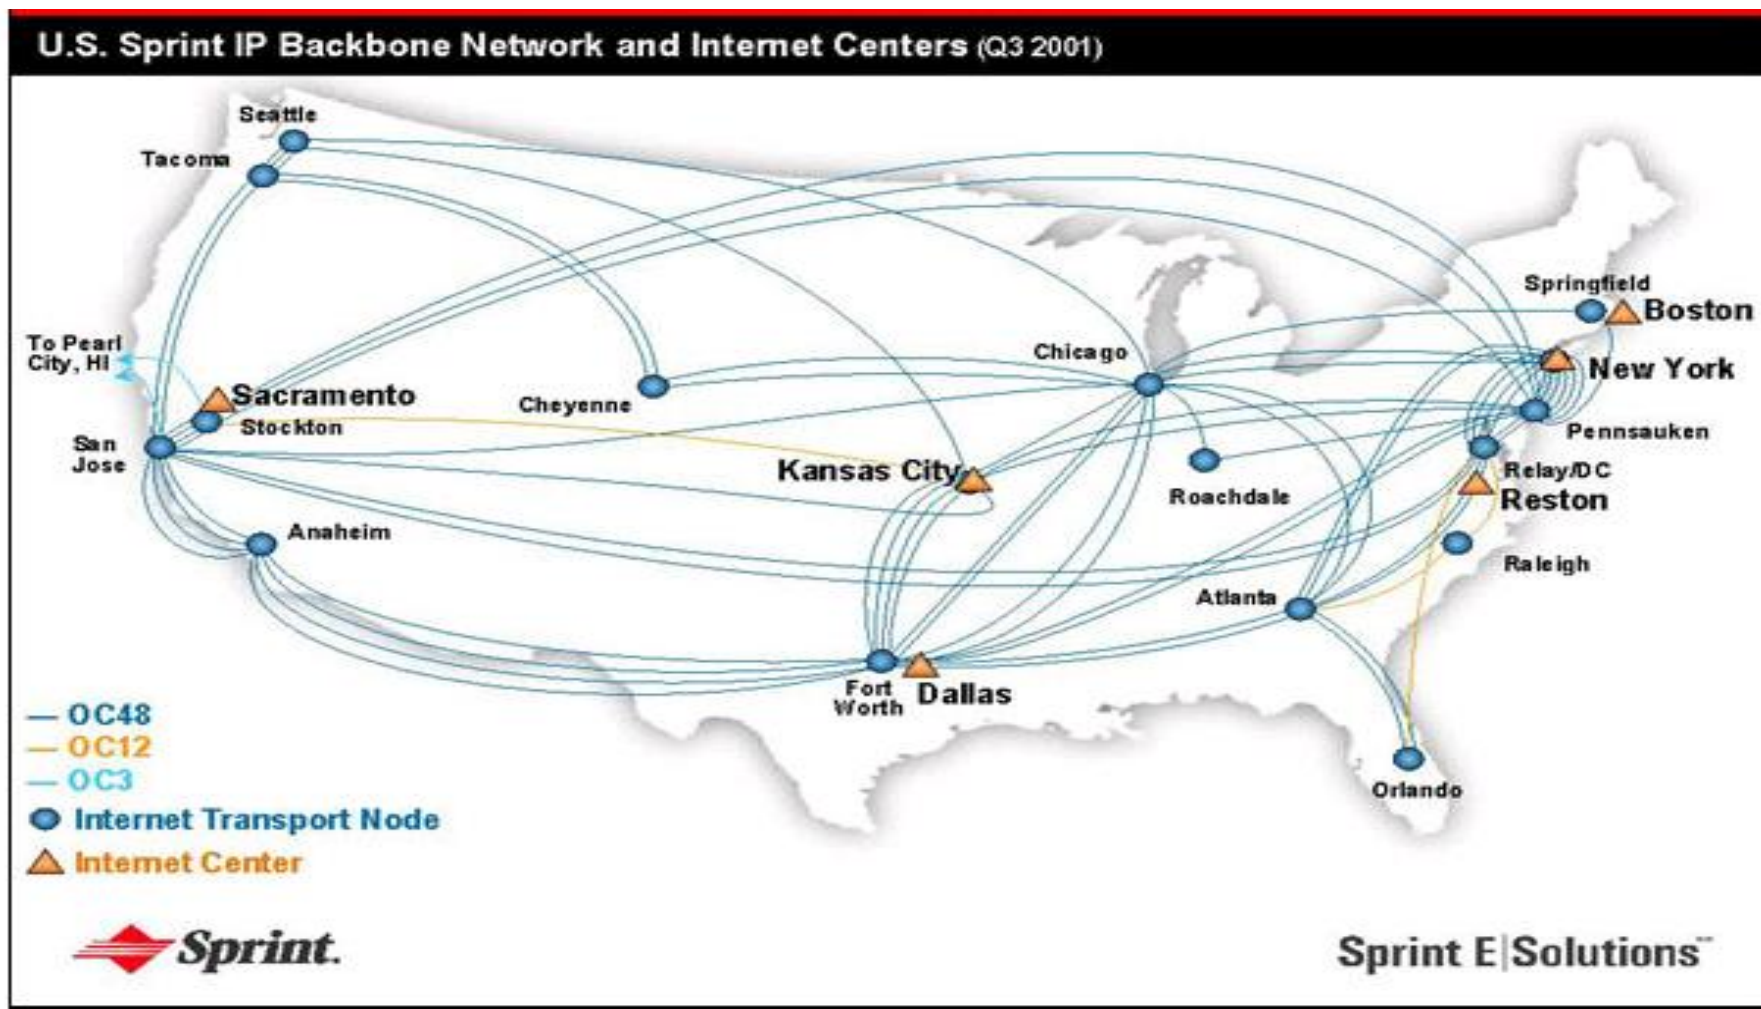 U.S. Sprint IP Backbone Network and Internet Centers (Q3 2001)
Seattle
Tacoma
Springfield
Boston
To Pearl
City, HI
Chicago
New York
Sacramento
Cheyenne
Stockton
Pennsauken
San
Jose
Kansas City
Relay/DC
Roachdale
Reston
Anaheim
Raleigh
Atlanta
Fort
Worth
Dallas
OC48
OC12
OC3
Orlando
Internet Transport Node
Internet Center
Sprint.
Sprint E|Solutions